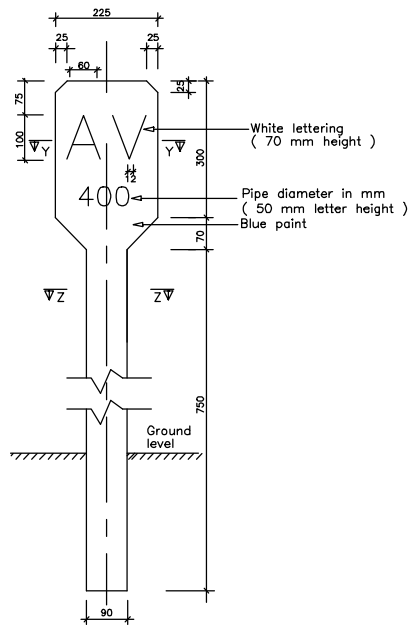 225
25
25
60
25
75
A V
White lettering
( 70 mm height )
100
Y
Y
300
12
400
Pipe diameter in mm
( 50 mm letter height )
Blue paint
70
Z
Z
750
Ground
level
90